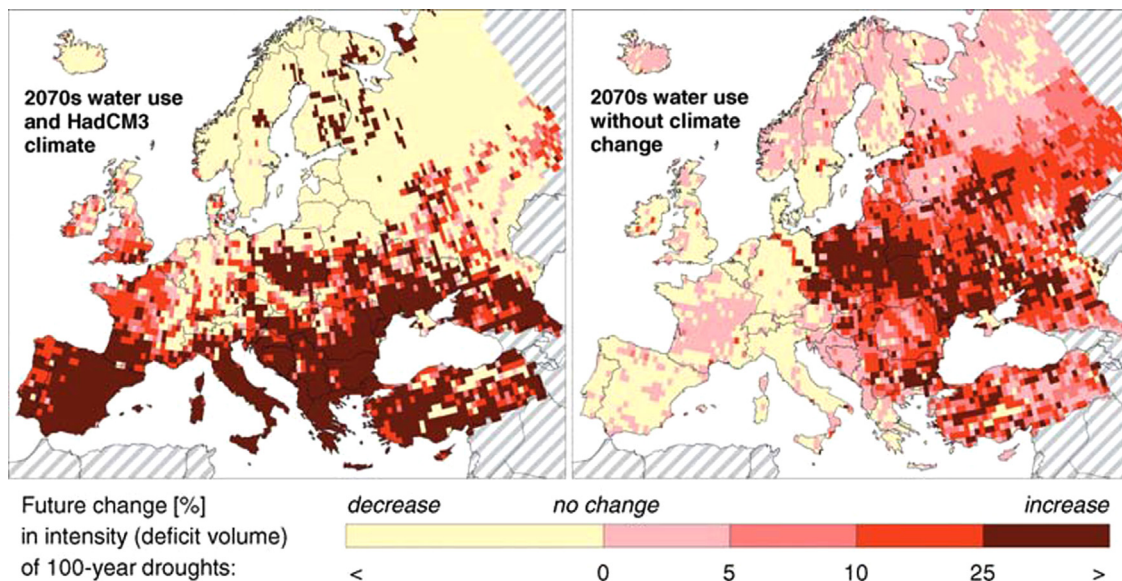 2070s water use
and HadCM3
climate
2070s water use
without climate
change
Future change [%]
in intensity (deficit volume)
of 100-year droughts:
decrease no change increase
< 0 5 10 25 >